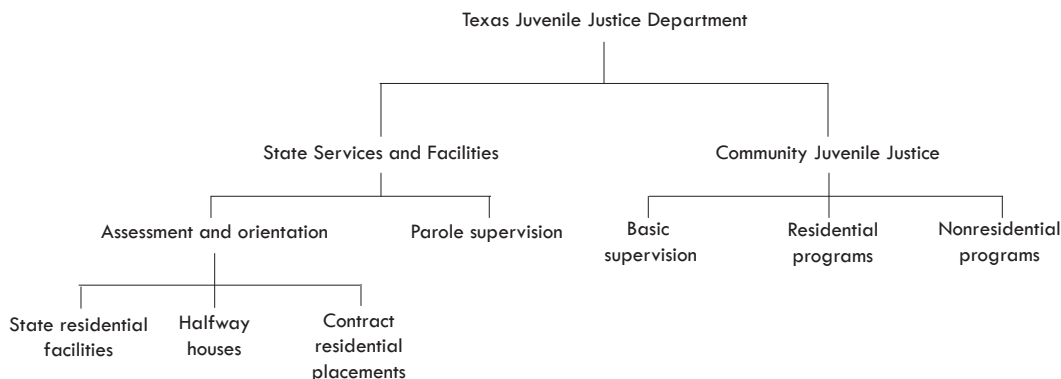 Texas Juvenile Justice Department
State Services and Facilities
Community Juvenile Justice
Assessment and orientation
Parole supervision
Basic
supervision
Residential
programs
Nonresidential
programs
State residential
facilities
Halfway
houses
Contract
residential
placements